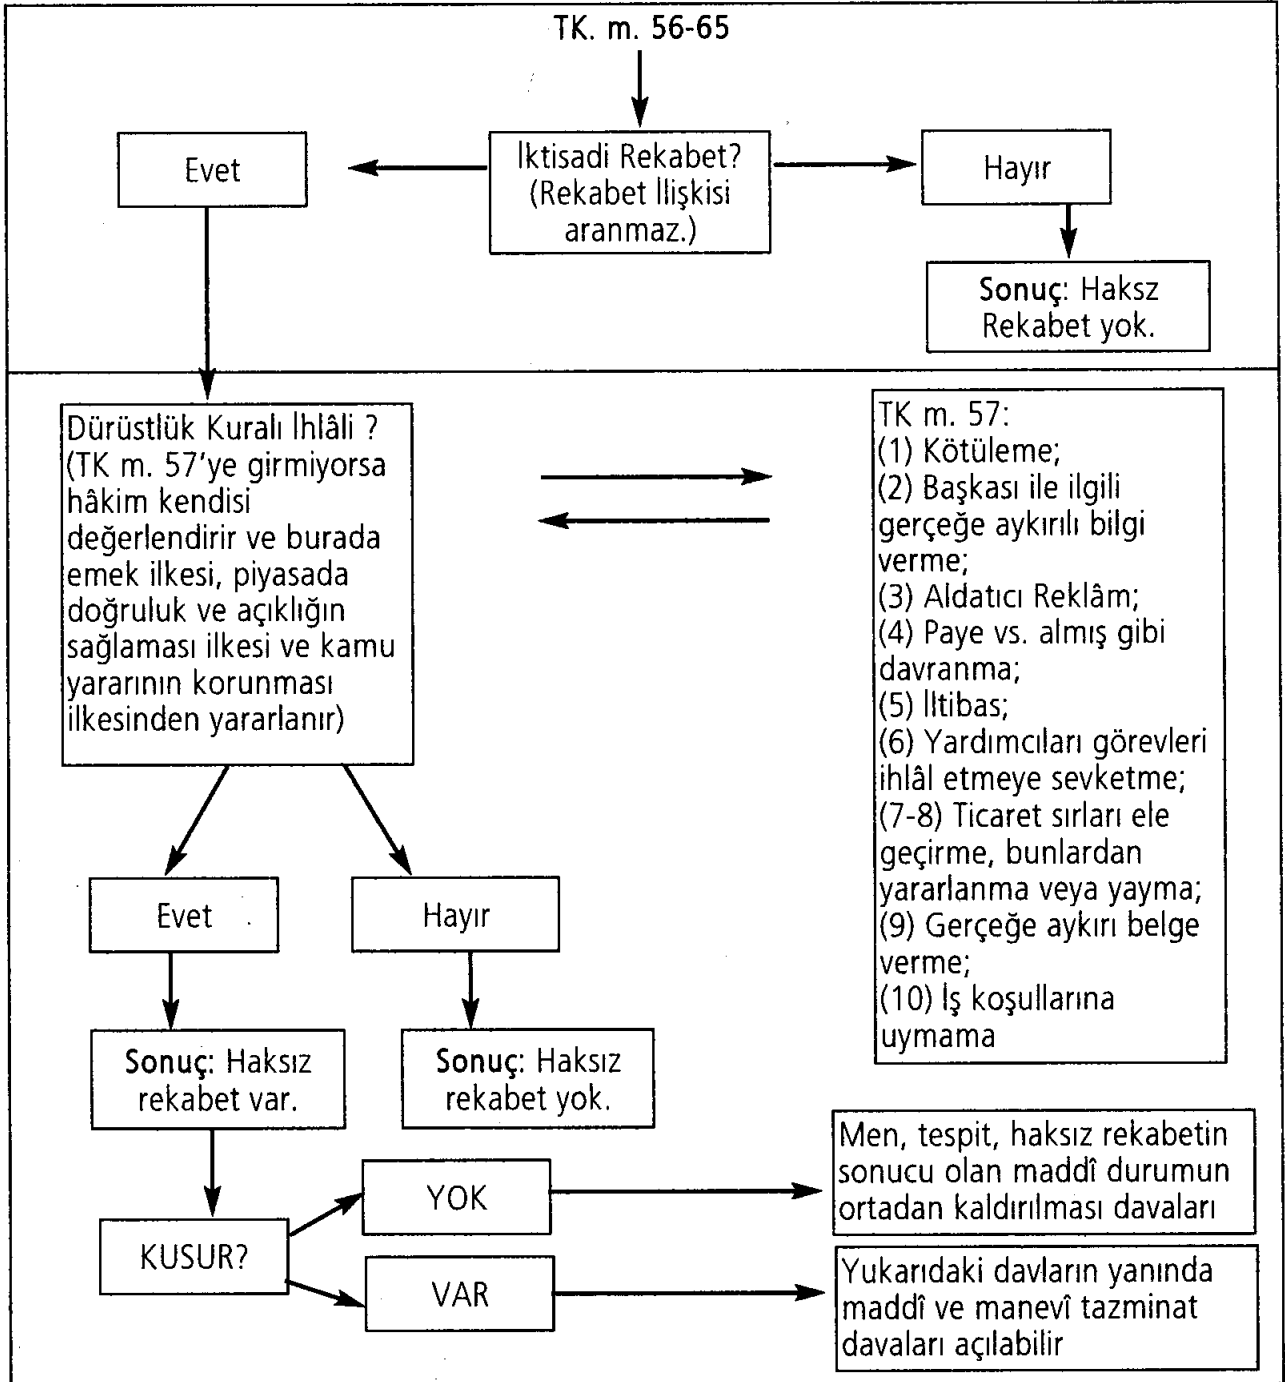 TK. m. 56-65
Evet
İktisadi Rekabet?
(Rekabet İlişkisi
aranmaz.)
Hayır
Sonuç: Haksz
Rekabet yok.
Dürüstlük Kuralı İhlâli ?
(TK m. 57'ye girmiyorsa
hâkim kendisi
değerlendirir ve burada
emek ilkesi, piyasada
doğruluk ve açıklığın
sağlaması ilkesi ve kamu
yararının korunması
ilkesinden yararlanır)
TK m. 57:
(1) Kötüleme;
(2) Başkası ile ilgili
gerçeğe aykırılı bilgi
verme;
(3) Aldatıcı Reklâm;
(4) Paye vs. almış gibi
davranma;
(5) İltibas;
(6) Yardımcıları görevleri
ihlâl etmeye sevketme;
(7-8) Ticaret sırları ele
geçirme, bunlardan
yararlanma veya yayma;
(9) Gerçeğe aykırı belge
verme;
(10) İş koşullarına
uymama
Evet
Hayır
Sonuç: Haksız
rekabet var.
Sonuç: Haksız
rekabet yok.
KUSUR?
YOK
Men, tespit, haksız rekabetin
sonucu olan maddî durumun
ortadan kaldırılması davaları
VAR
Yukarıdaki davların yanında
maddî ve manevî tazminat
davaları açılabilir